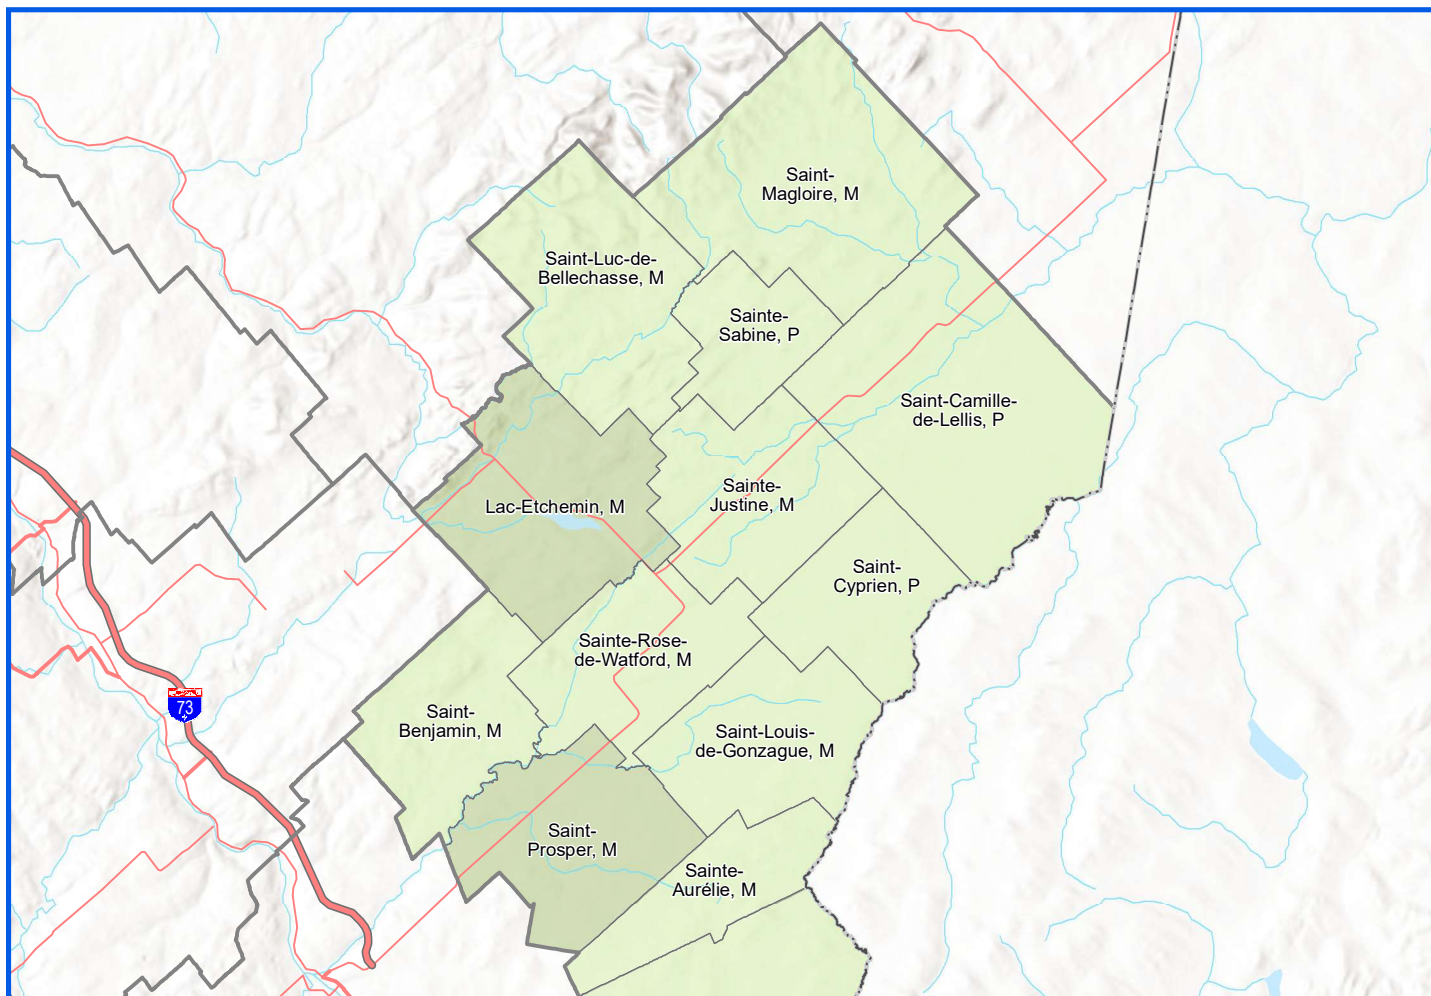 Saint-
Magloire, M
Saint-Luc-de-
Bellechasse, M
Sainte-
Sabine, P
Saint-Camille-
de-Lellis, P
Lac-Etchemin, M
Sainte-
Justine, M
Saint-
Cyprien, P
Sainte-Rose-
de-Watford, M
Saint-
Benjamin, M
73
Saint-Louis-
de-Gonzague, M
Saint-
Prosper, M
Sainte-
Aurélie, M